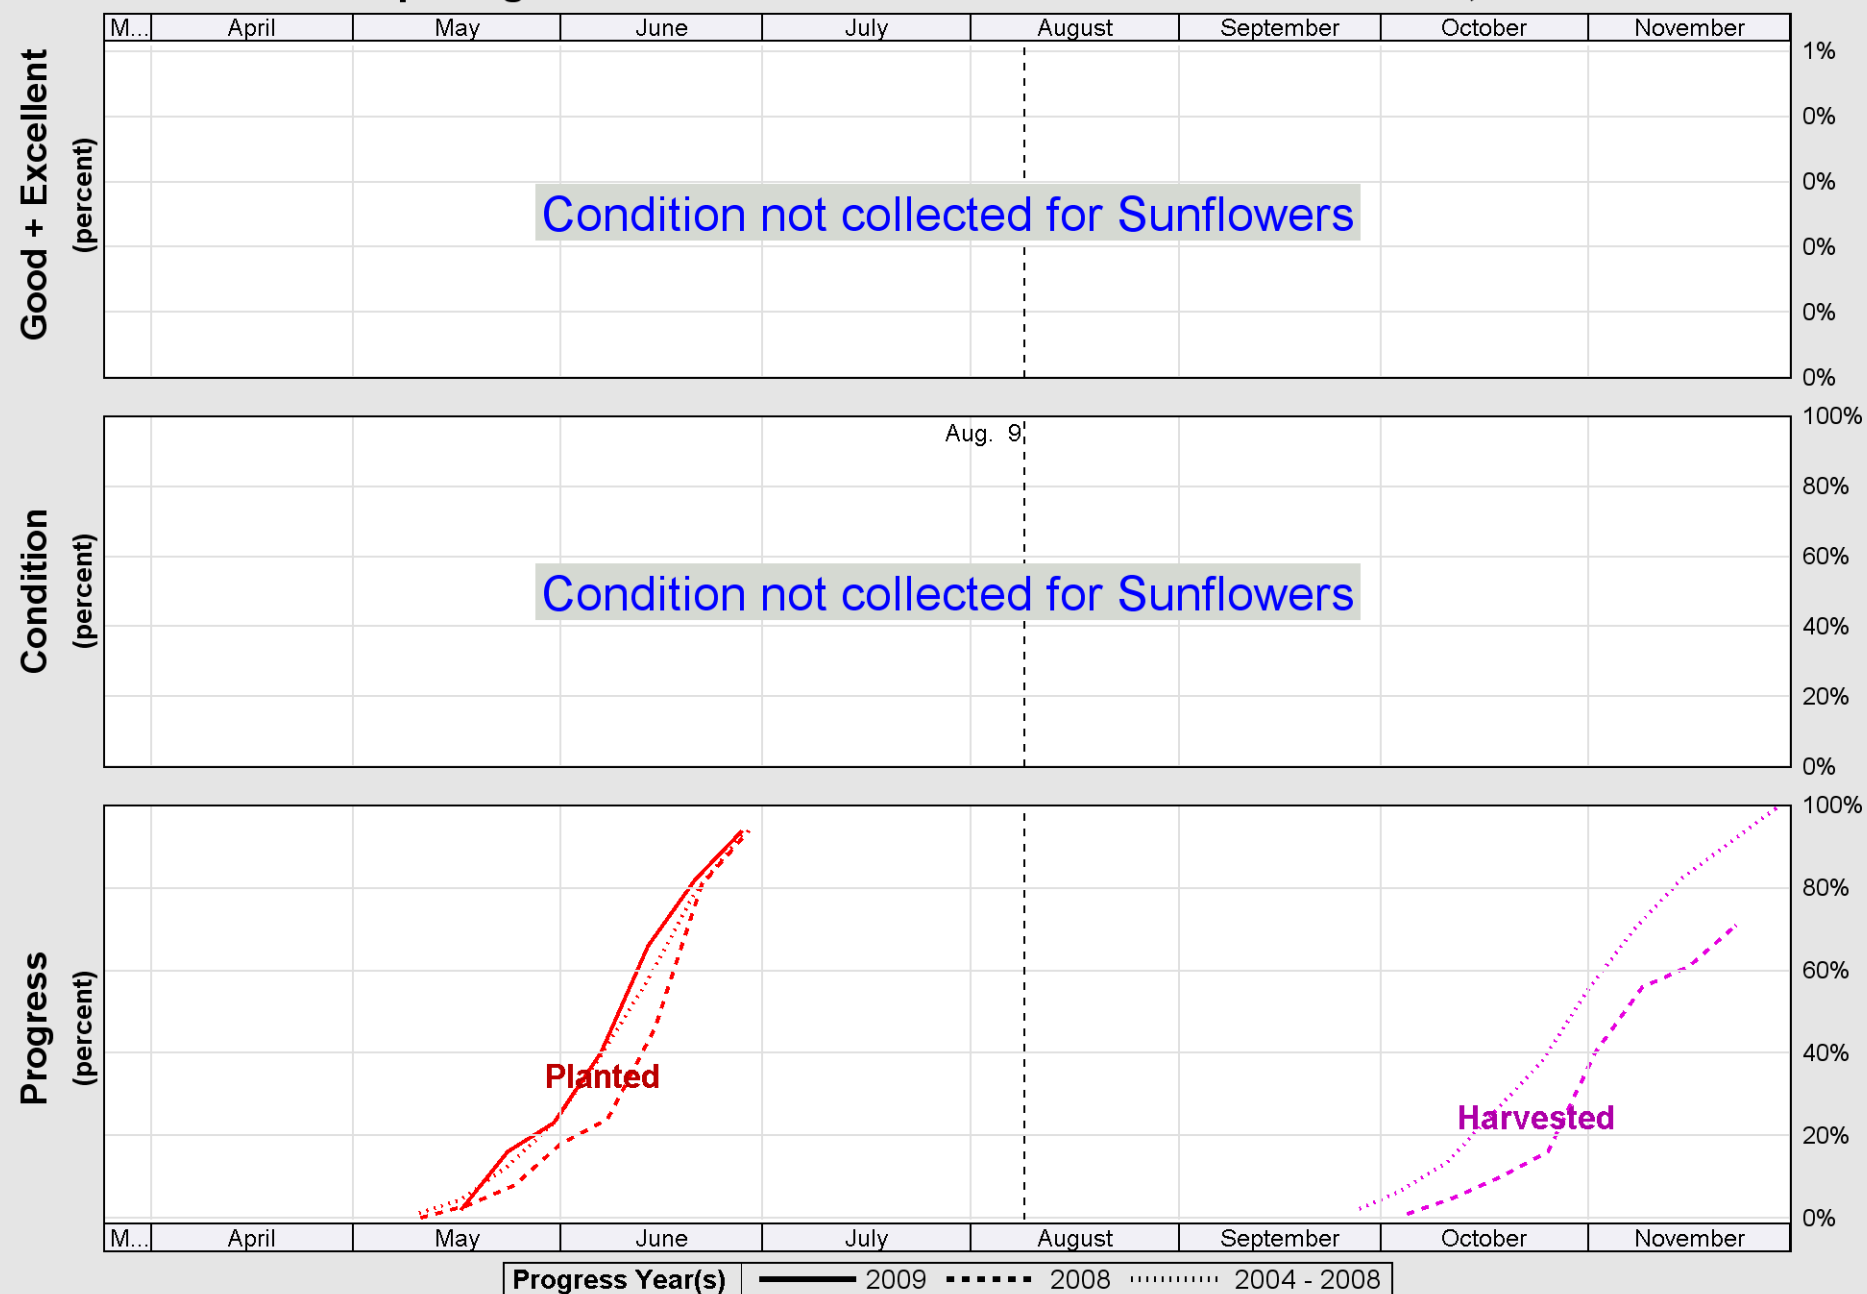 M... April May June July August September October November
Good + Excellent
(percent)
1%
0%
0%
0%
0%
0%
Condition not collected for Sunflowers
Condition
(percent)
Aug. 9
100%
80%
60%
40%
20%
0%
Condition not collected for Sunflowers
Progress
(percent)
100%
80%
60%
40%
20%
0%
Planted
Harvested
M... April May June July August September October November
Progress Year(s) 2009 2008 2004 - 2008